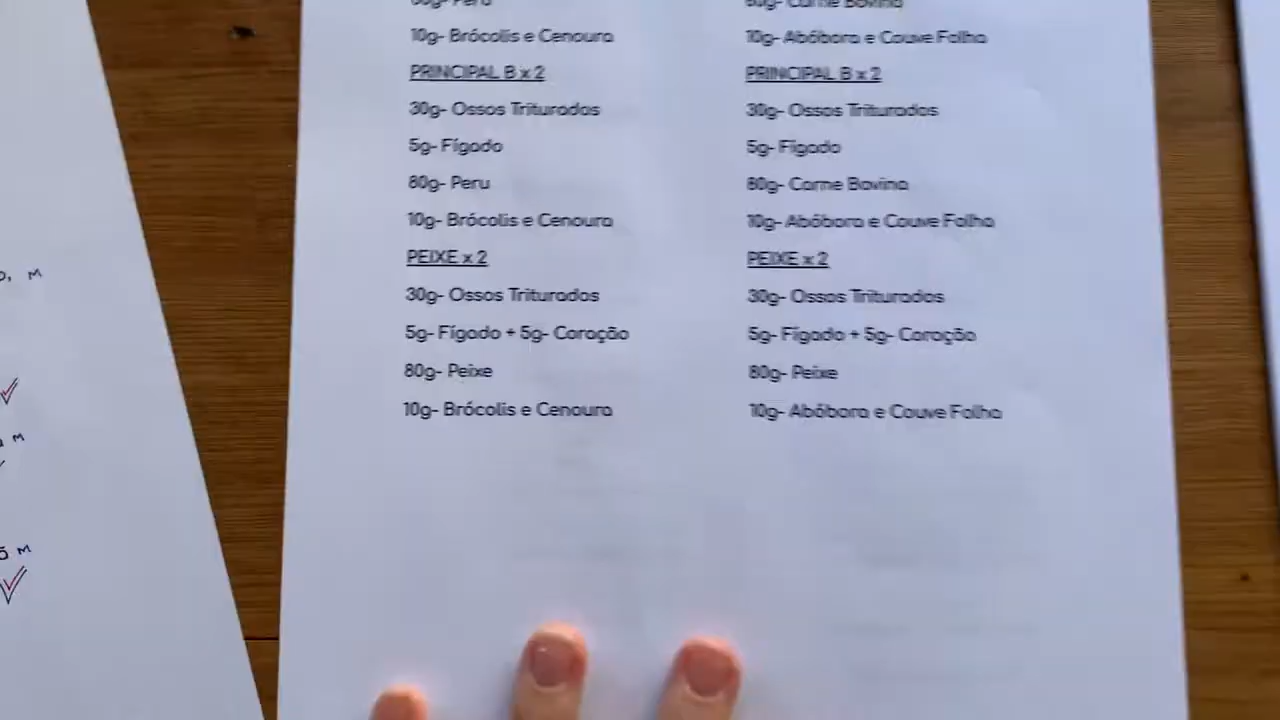 10g- Brócolis e Cenoura
PRINCIPAL B x 2
30g- Ossos Triturados
5g- Fígado
80g- Peru
10g- Brócolis e Cenoura
PEIXE x 2
30g- Ossos Triturados
5g- Fígado + 5g- Coração
80g- Peixe
10g- Brócolis e Cenoura
10g- Abóbora e Couve Folha
PRINCIPAL B x 2
30g- Ossos Triturados
5g- Fígado
80g- Carne Bovina
10g- Abóbora e Couve Folha
PEIXE x 2
30g- Ossos Triturados
5g- Fígado + 5g- Coração
80g- Peixe
10g- Abóbora e Couve Folha